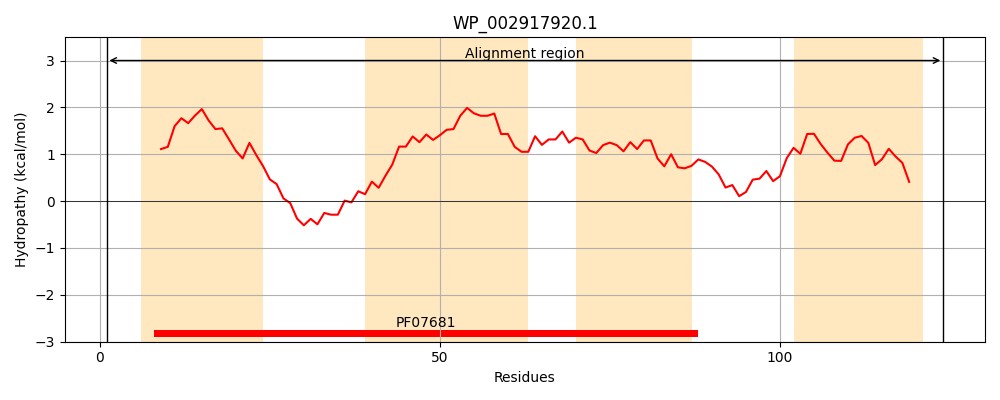 WP_002917920.1
Alignment region
Hydropathy (kcal/mol)
3
2
1
0
−1
−2
−3
PF07681
0
50
100
Residues